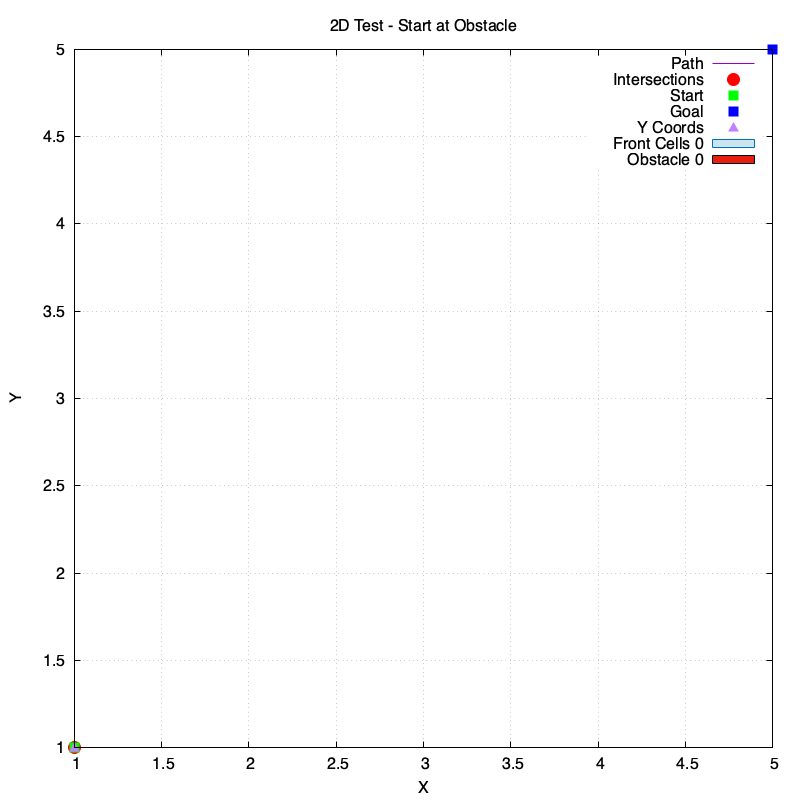 2D Test - Start at Obstacle
Path
Intersections
Start
Goal
Y Coords
Front Cells 0
Obstacle 0
5
4.5
4
3.5
3
2.5
2
1.5
1
Y
1 1.5 2 2.5 3 3.5 4 4.5 5
X